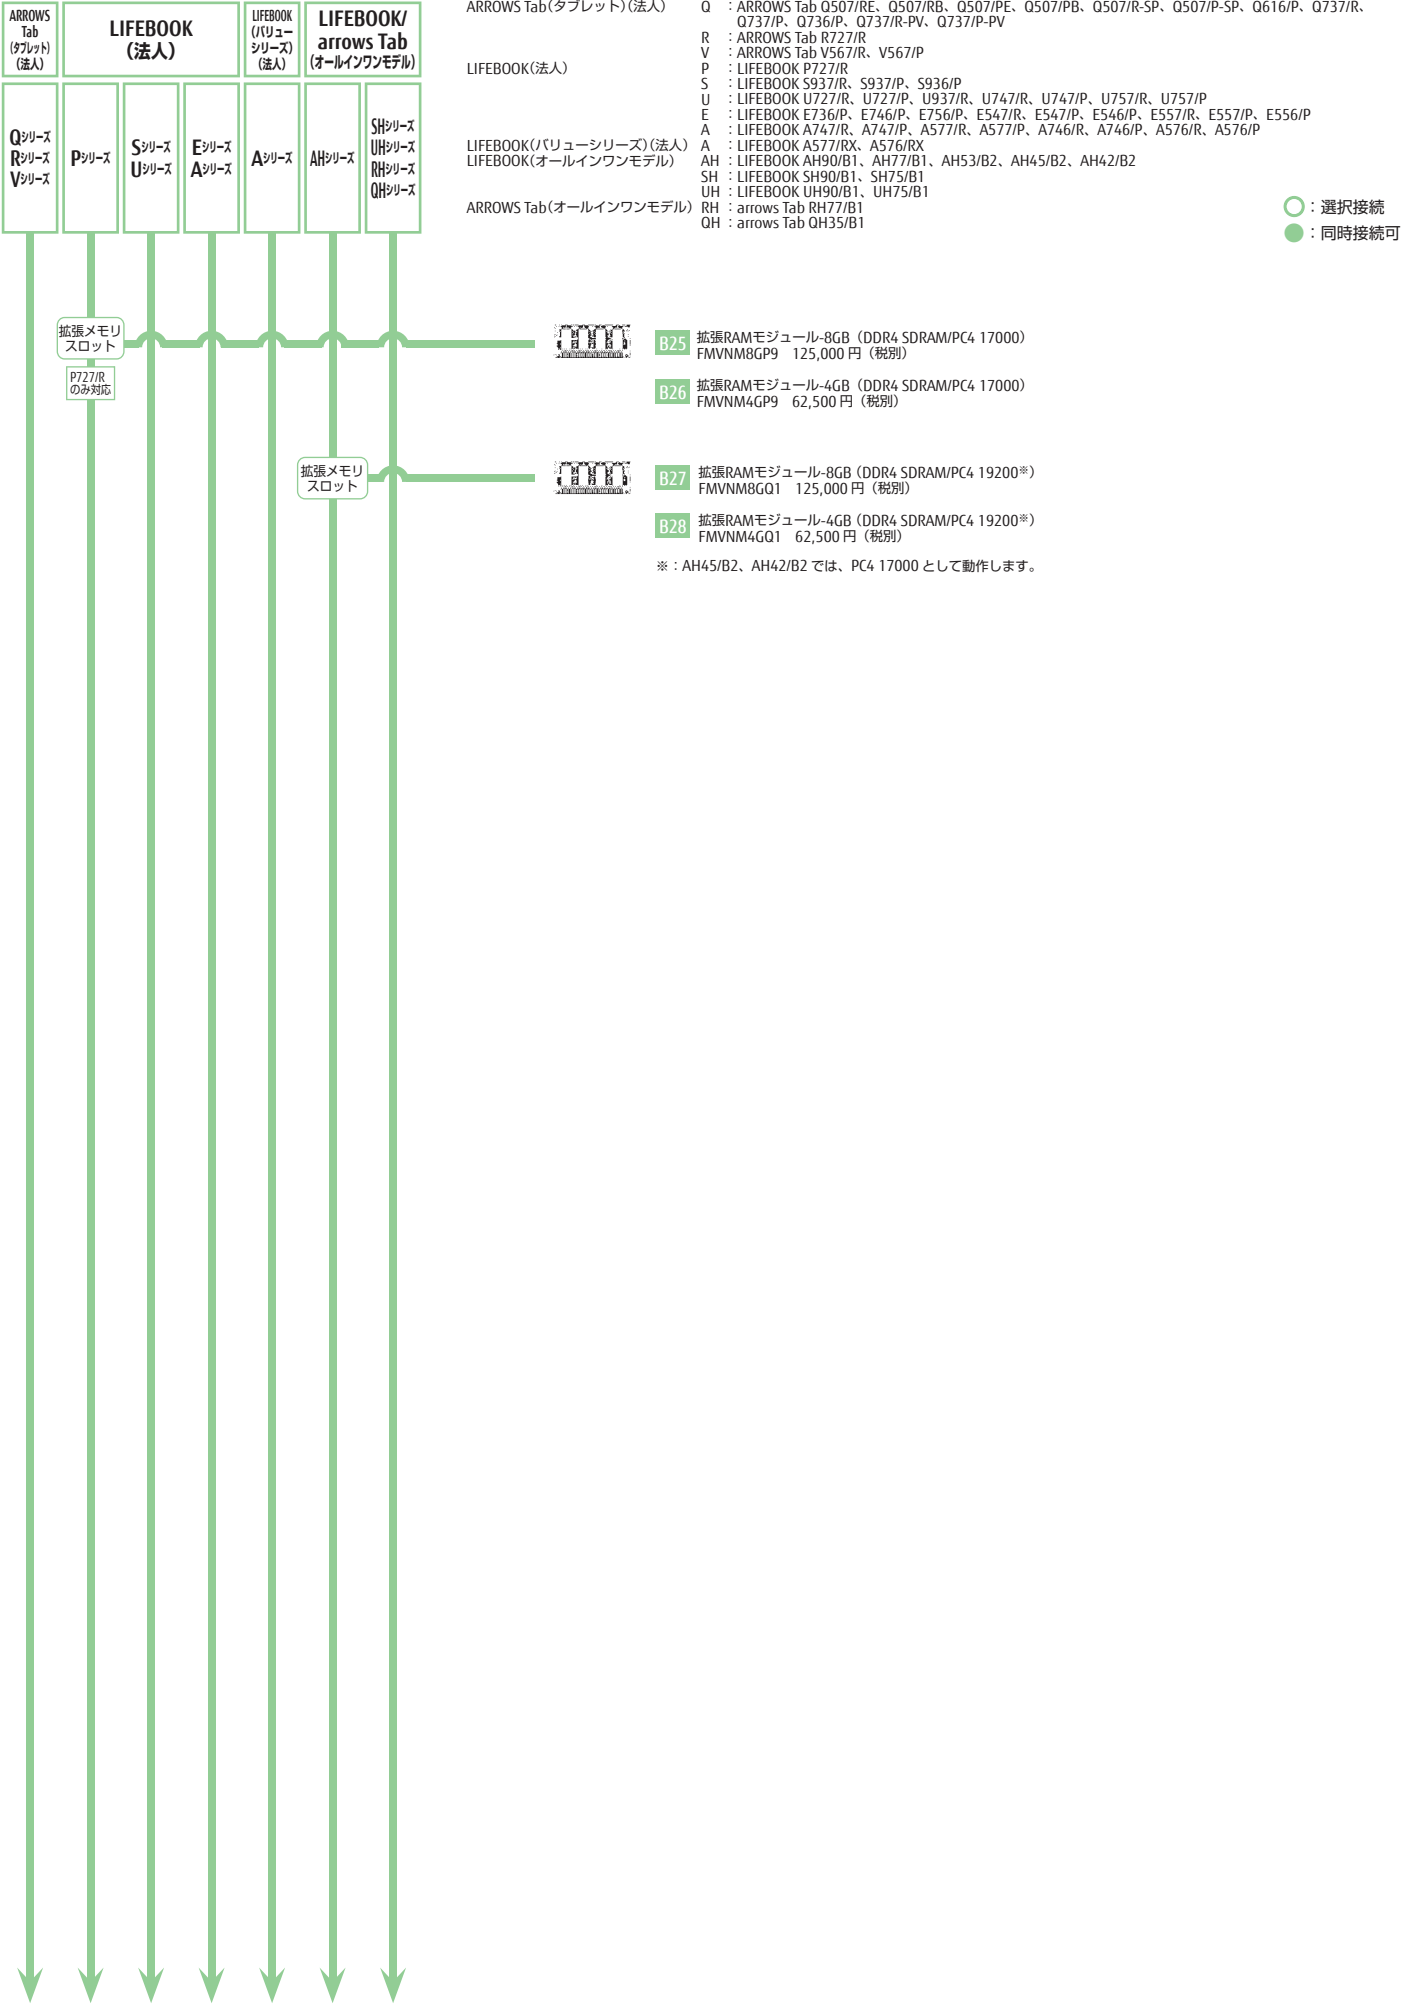 ARROWS
Tab
(タブレット)
(法人)
LIFEBOOK
(法人)
LIFEBOOK
(バリュー
シリーズ)
(法人)
LIFEBOOK/
arrows Tab
(オールインワンモデル)
Qシリーズ
Rシリーズ
Vシリーズ
Pシリーズ
Sシリーズ
Uシリーズ
Eシリーズ
Aシリーズ
Aシリーズ
AHシリーズ
SHシリーズ
UHシリーズ
RHシリーズ
QHシリーズ
ARROWS Tab(タブレット)(法人) Q : ARROWS Tab Q507/RE、Q507/RB、Q507/PE、Q507/PB、Q507/R-SP、Q507/P-SP、Q616/P、Q737/R、
Q737/P、Q736/P、Q737/R-PV、Q737/P-PV
R : ARROWS Tab R727/R
V : ARROWS Tab V567/R、V567/P
LIFEBOOK(法人) P : LIFEBOOK P727/R
S : LIFEBOOK S937/R、S937/P、S936/P
U : LIFEBOOK U727/R、U727/P、U937/R、U747/R、U747/P、U757/R、U757/P
E : LIFEBOOK E736/P、E746/P、E756/P、E547/R、E547/P、E546/P、E557/R、E557/P、E556/P
A : LIFEBOOK A747/R、A747/P、A577/R、A577/P、A746/R、A746/P、A576/R、A576/P
LIFEBOOK(バリューシリーズ)(法人) A : LIFEBOOK A577/RX、A576/RX
LIFEBOOK(オールインワンモデル) AH : LIFEBOOK AH90/B1、AH77/B1、AH53/B2、AH45/B2、AH42/B2
SH : LIFEBOOK SH90/B1、SH75/B1
UH : LIFEBOOK UH90/B1、UH75/B1
ARROWS Tab(オールインワンモデル) RH : arrows Tab RH77/B1
QH : arrows Tab QH35/B1
：選択接続
：同時接続可
拡張メモリ
スロット
P727/R
のみ対応
B25 拡張RAMモジュール-8GB（DDR4 SDRAM/PC4 17000）
FMVNM8GP9 125,000 円（税別）
B26 拡張RAMモジュール-4GB（DDR4 SDRAM/PC4 17000）
FMVNM4GP9 62,500 円（税別）
拡張メモリ
スロット
B27 拡張RAMモジュール-8GB（DDR4 SDRAM/PC4 19200※）
FMVNM8GQ1 125,000 円（税別）
B28 拡張RAMモジュール-4GB（DDR4 SDRAM/PC4 19200※）
FMVNM4GQ1 62,500 円（税別）
※：AH45/B2、AH42/B2 では、PC4 17000 として動作します。